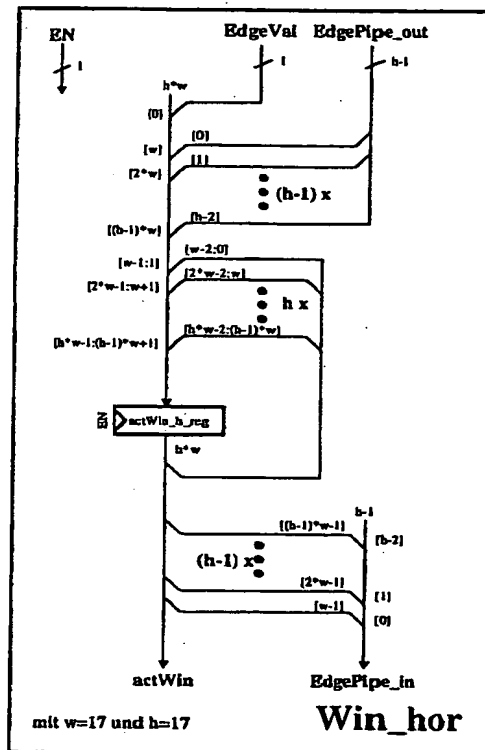 EN
EdgeVal
EdgePipe_out
1
1
h-1
h*w
[0]
[0]
[w]
[1]
[2*w]
(h-1) x
[h-2]
[(h-1)*w]
[w-2:0]
[w-1:1]
[2*w-2:w]
[2*w-1:w+1]
h x
[h*w-2:(h-1)*w]
[h*w-1:(h-1)*w+1]
EN
actWin_h_reg
h*w
h-1
[(h-1)*w-1]
[h-2]
(h-1) x
[2*w-1]
[1]
[w-1]
[0]
actWin
EdgePipe_in
mit w=17 und h=17
Win_hor